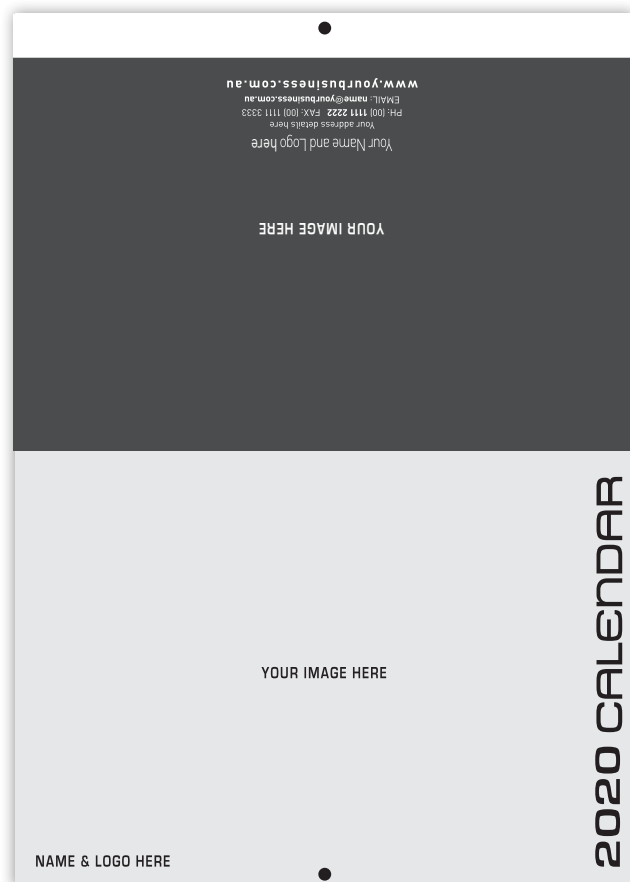 www.yourbusiness.com.au
EMAIL: name@yourbusiness.com.au
PH: (00) 1111 2222 FAX: (00) 1111 3333
Your address details here
Your Name and Logo here
YOUR IMAGE HERE
2020 CALENDAR
YOUR IMAGE HERE
NAME & LOGO HERE